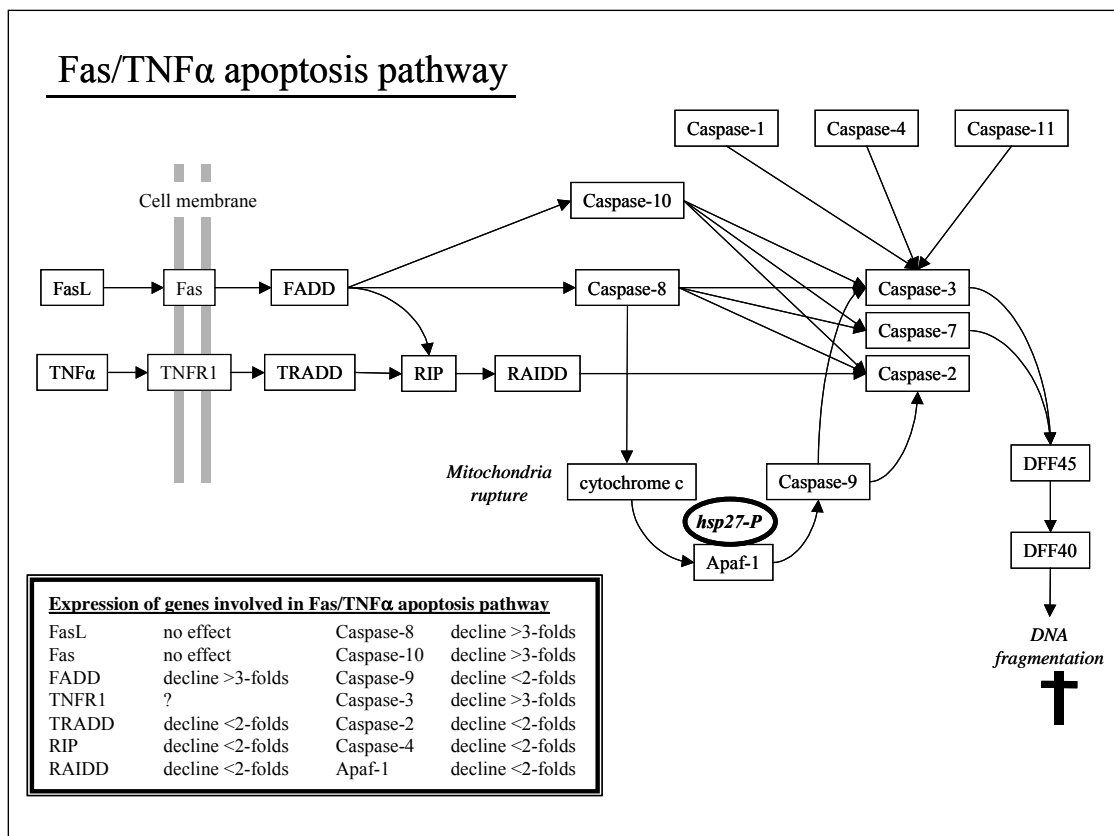 Fas/TNFα apoptosis pathway
Caspase-1
Caspase-4
Caspase-11
Cell membrane
Caspase-10
FasL
Fas
FADD
Caspase-8
Caspase-3
Caspase-7
TNFα
TNFR1
TRADD
RIP
RAIDD
Caspase-2
Mitochondria
rupture
cytochrome c
Caspase-9
DFF45
hsp27-P
Apaf-1
DFF40
DNA
fragmentation
Expression of genes involved in Fas/TNFα apoptosis pathway
FasL no effect Caspase-8 decline >3-folds
Fas no effect Caspase-10 decline >3-folds
FADD decline >3-folds Caspase-9 decline <2-folds
TNFR1 ? Caspase-3 decline >3-folds
TRADD decline <2-folds Caspase-2 decline <2-folds
RIP decline <2-folds Caspase-4 decline <2-folds
RAIDD decline <2-folds Apaf-1 decline <2-folds